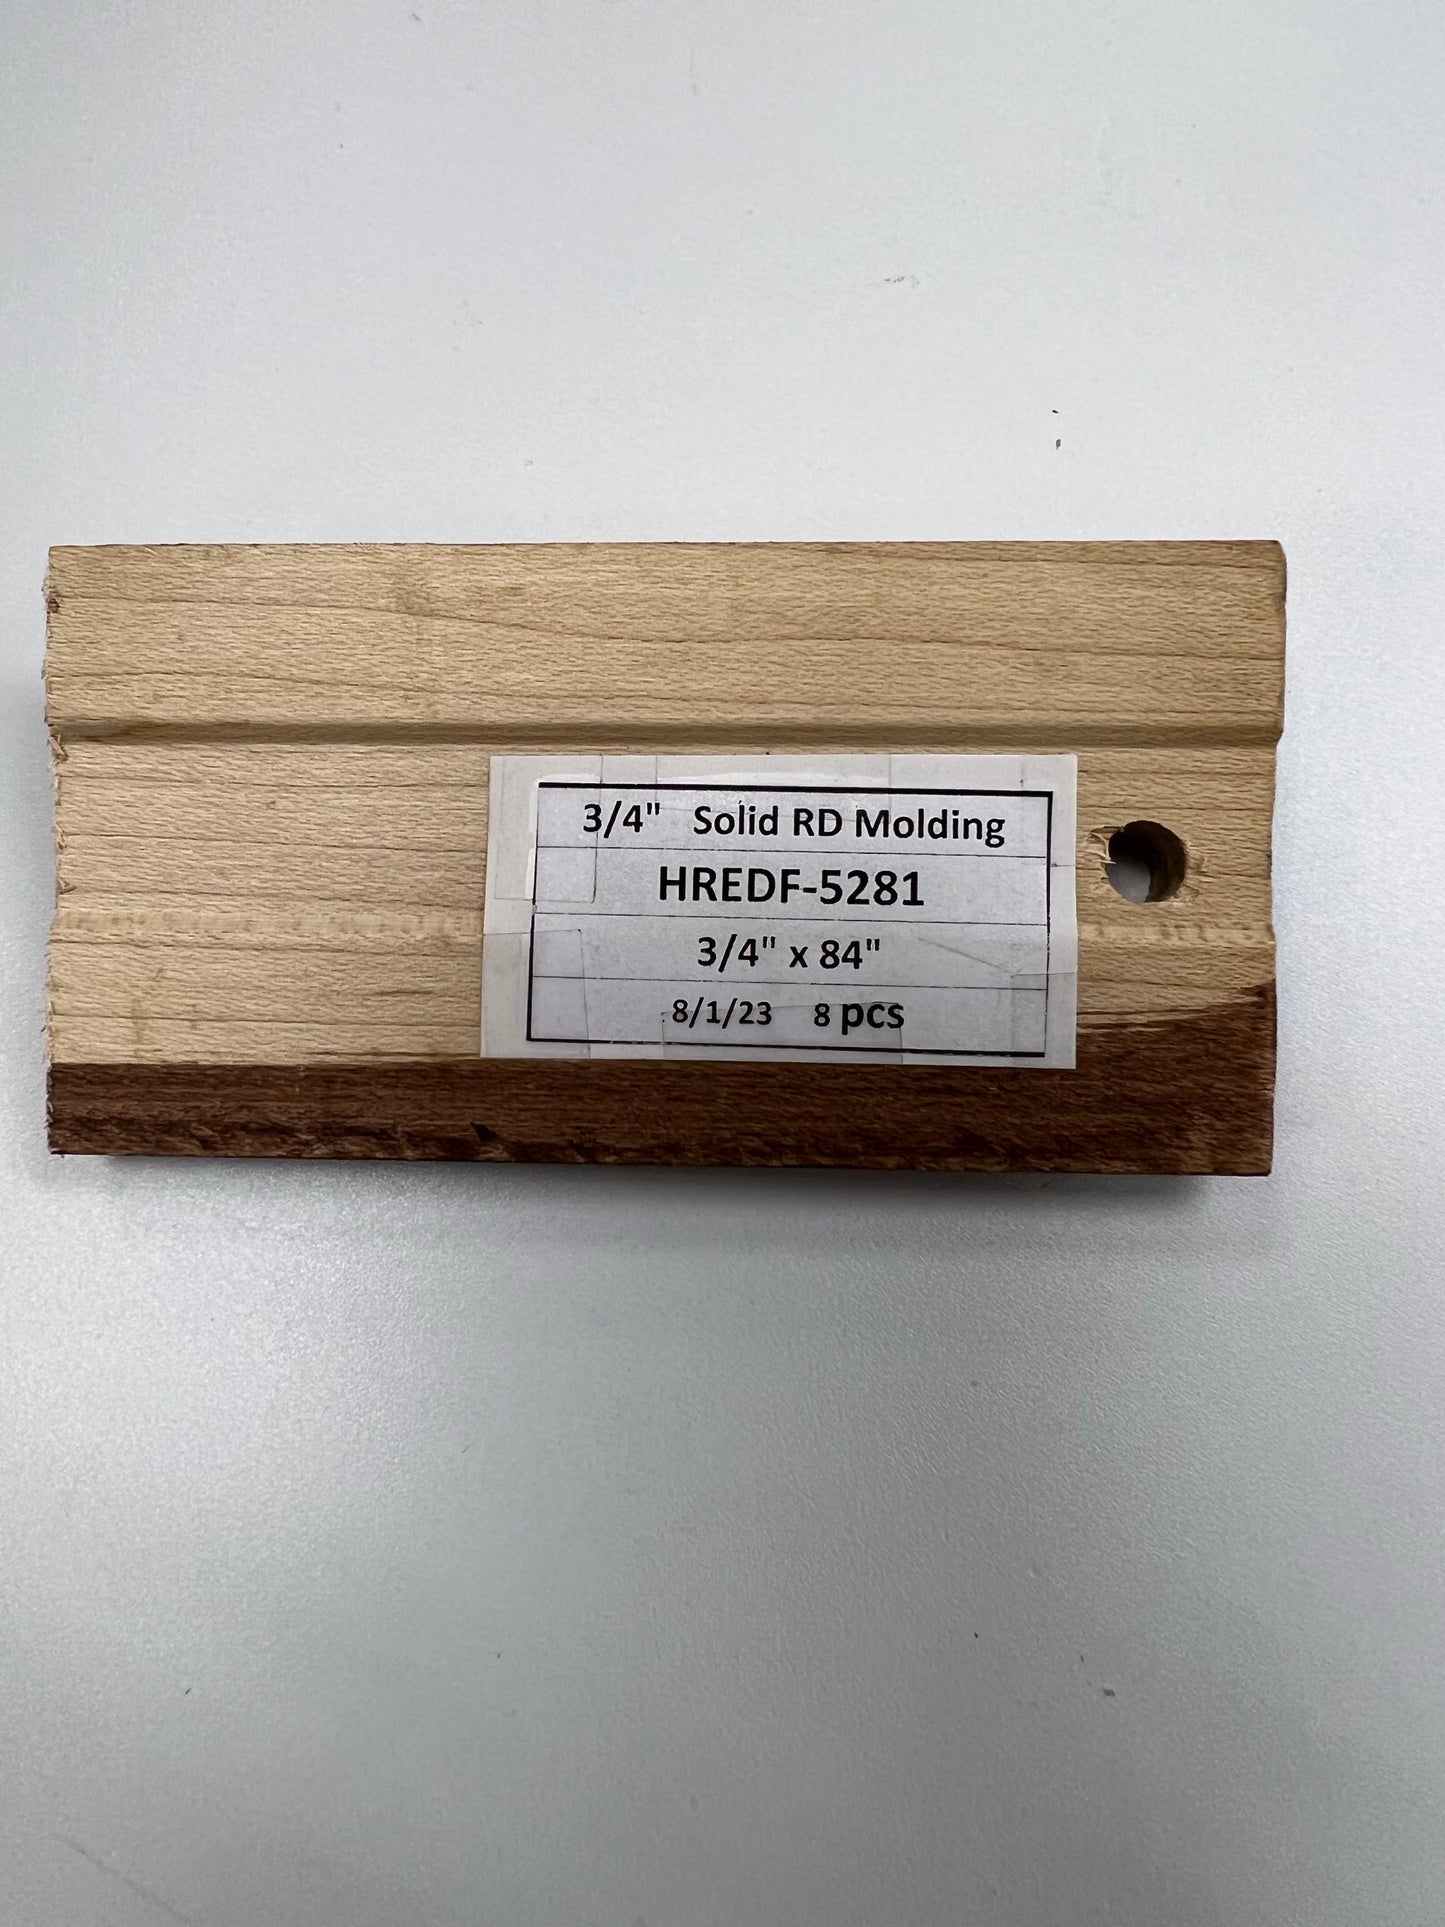 3/4" Solid RD Molding
HREDF-5281
3/4" x 84"
8/1/23 8 pcs